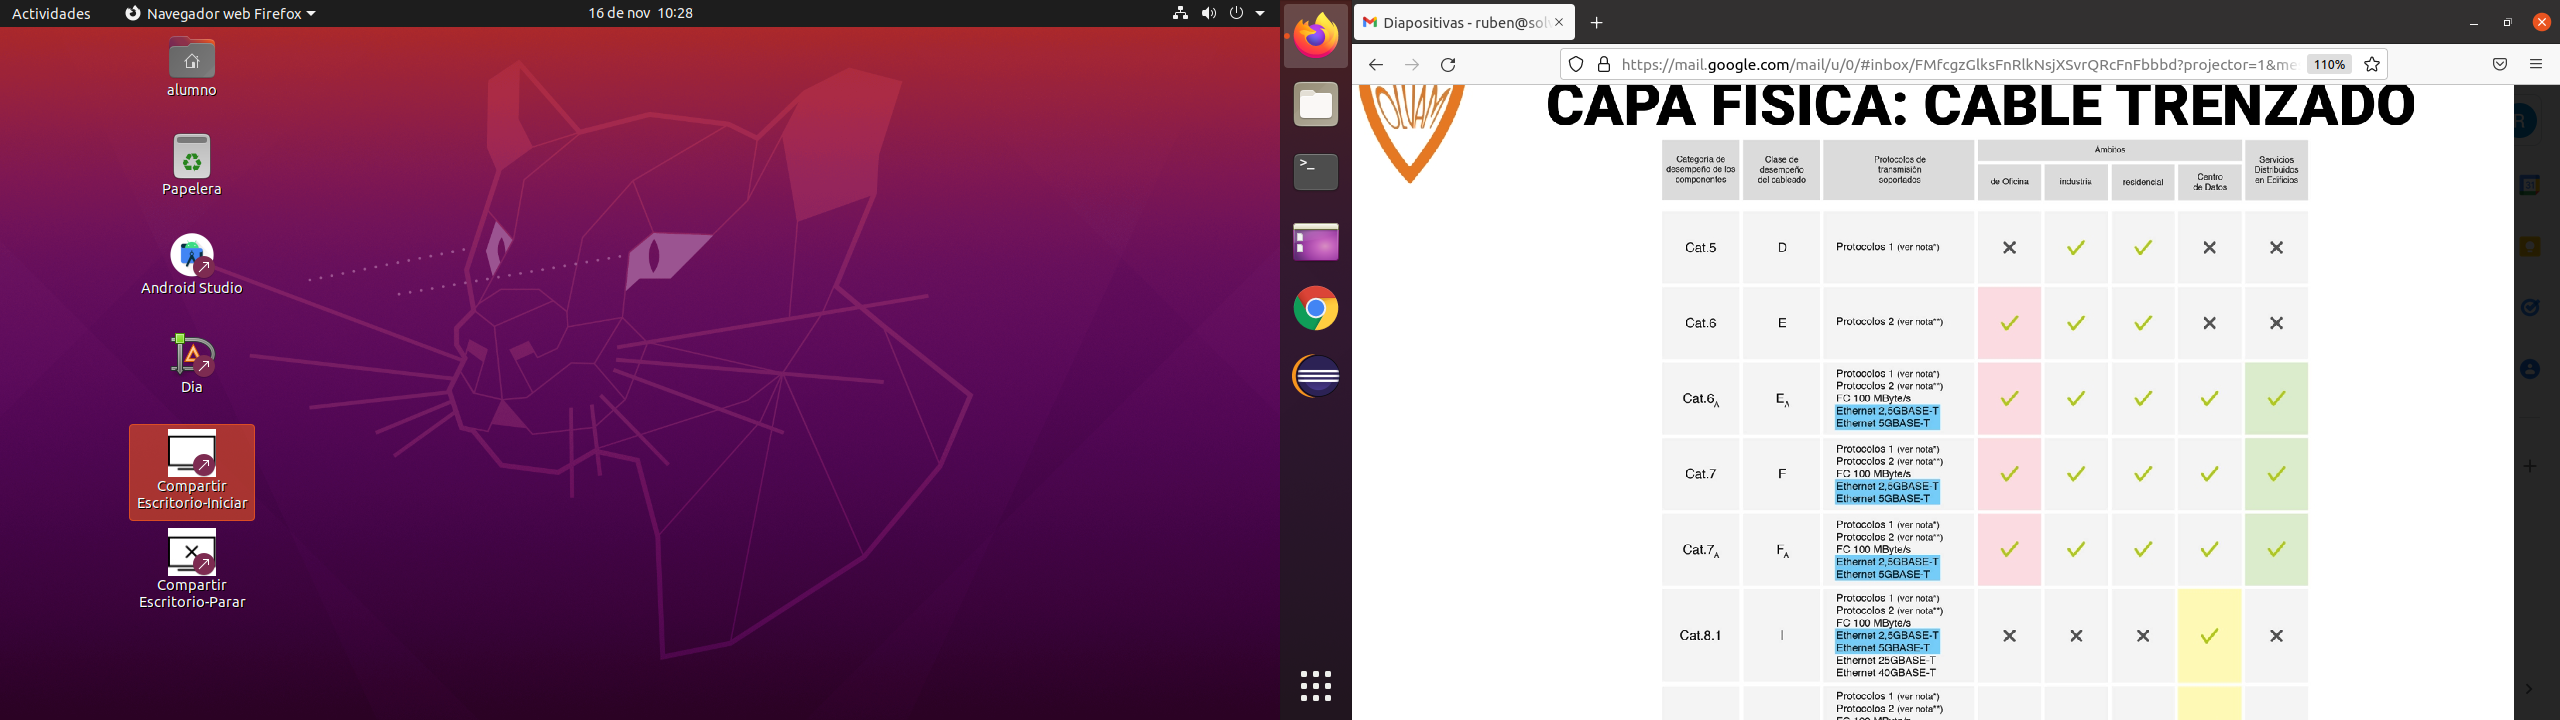 Actividades
Navegador web Firefox
16 de nov 10:28
alumno
Papelera
Android Studio
Dia
Compartir
Escritorio-Iniciar
Compartir
Escritorio-Parar
Diapositivas - ruben@sol
https://mail.google.com/mail/u/0/#inbox/FMfcgzGlksFnRlkNsjXSvrQRcFnFbbbd?projector=1&me
110%
CAPA FÍSICA: CABLE TRENZADO
Categoría de
desempeño de los
componentes
Clase de
desempeño
del cableado
Protocolos de
transmisión
soportados
Ámbitos
de Oficina
industria
residencial
Centro
de Datos
Servicios
Distribuidos
en Edificios
Cat.5
D
Protocolos 1 (ver nota*)
Cat.6
E
Protocolos 2 (ver nota**)
Cat.6A
EA
Protocolos 1 (ver nota*)
Protocolos 2 (ver nota**)
FC 100 MByte/s
Ethernet 2,5GBASE-T
Ethernet 5GBASE-T
Cat.7
F
Protocolos 1 (ver nota*)
Protocolos 2 (ver nota**)
FC 100 MByte/s
Ethernet 2,5GBASE-T
Ethernet 5GBASE-T
Cat.7A
FA
Protocolos 1 (ver nota*)
Protocolos 2 (ver nota**)
FC 100 MByte/s
Ethernet 2,5GBASE-T
Ethernet 5GBASE-T
Cat.8.1
I
Protocolos 1 (ver nota*)
Protocolos 2 (ver nota**)
FC 100 MByte/s
Ethernet 2,5GBASE-T
Ethernet 5GBASE-T
Ethernet 25GBASE-T
Ethernet 40GBASE-T
Protocolos 1 (ver nota*)
Protocolos 2 (ver nota**)
FC 100 MByte/s